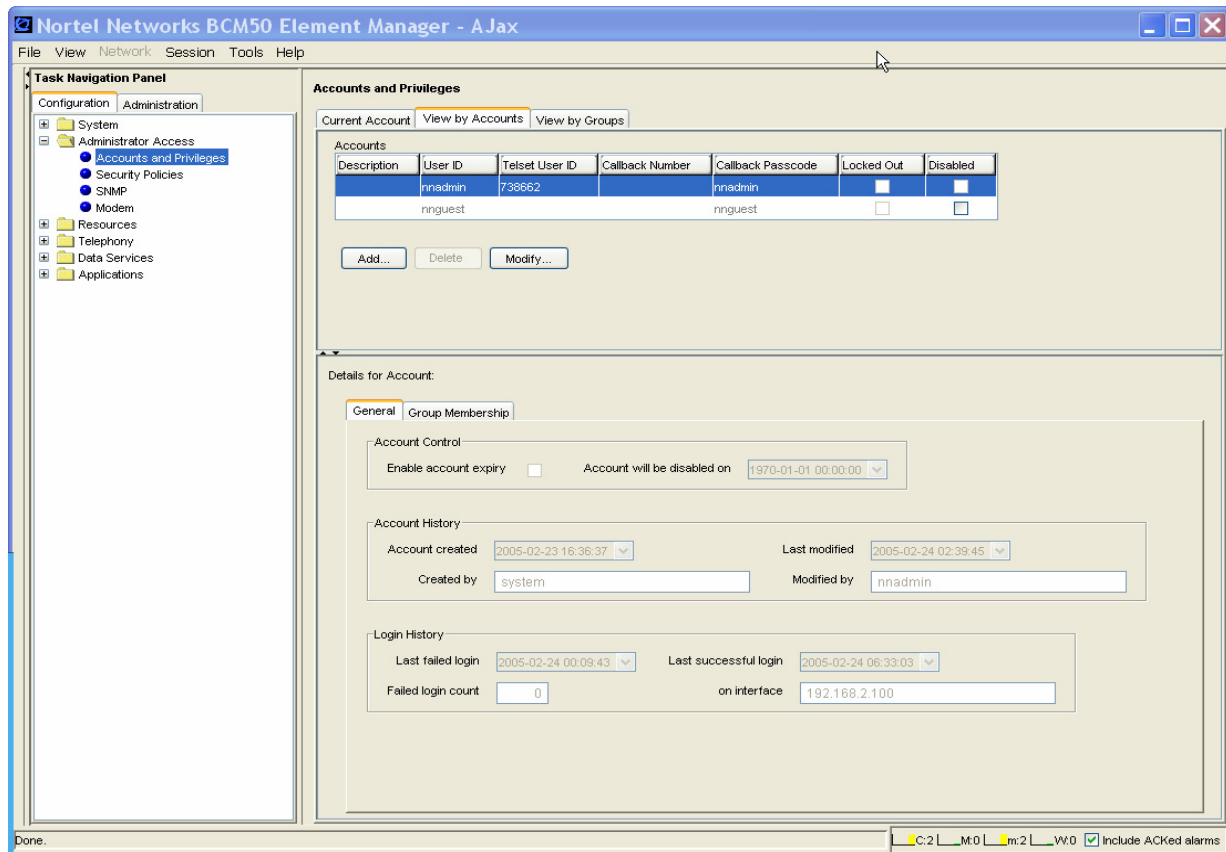 Nortel Networks BCM50 Element Manager - AJax
File View Network Session Tools Help
Task Navigation Panel
Configuration Administration
System
Administrator Access
Accounts and Privileges
Security Policies
SNMP
Modem
Resources
Telephony
Data Services
Applications
Accounts and Privileges
Current Account View by Accounts View by Groups
Accounts
Description User ID Telset User ID Callback Number Callback Passcode Locked Out Disabled
nnadmin 738662 nnadmin
nnguest nnguest
Add... Delete Modify...
Details for Account:
General Group Membership
Account Control
Enable account expiry Account will be disabled on 1970-01-01 00:00:00
Account History
Account created 2005-02-23 16:36:37 Last modified 2005-02-24 02:39:45
Created by system Modified by nnadmin
Login History
Last failed login 2005-02-24 00:09:43 Last successful login 2005-02-24 06:33:03
Failed login count 0 on interface 192.168.2.100
Done. C:2 M:0 m:2 W:0 Include ACKed alarms